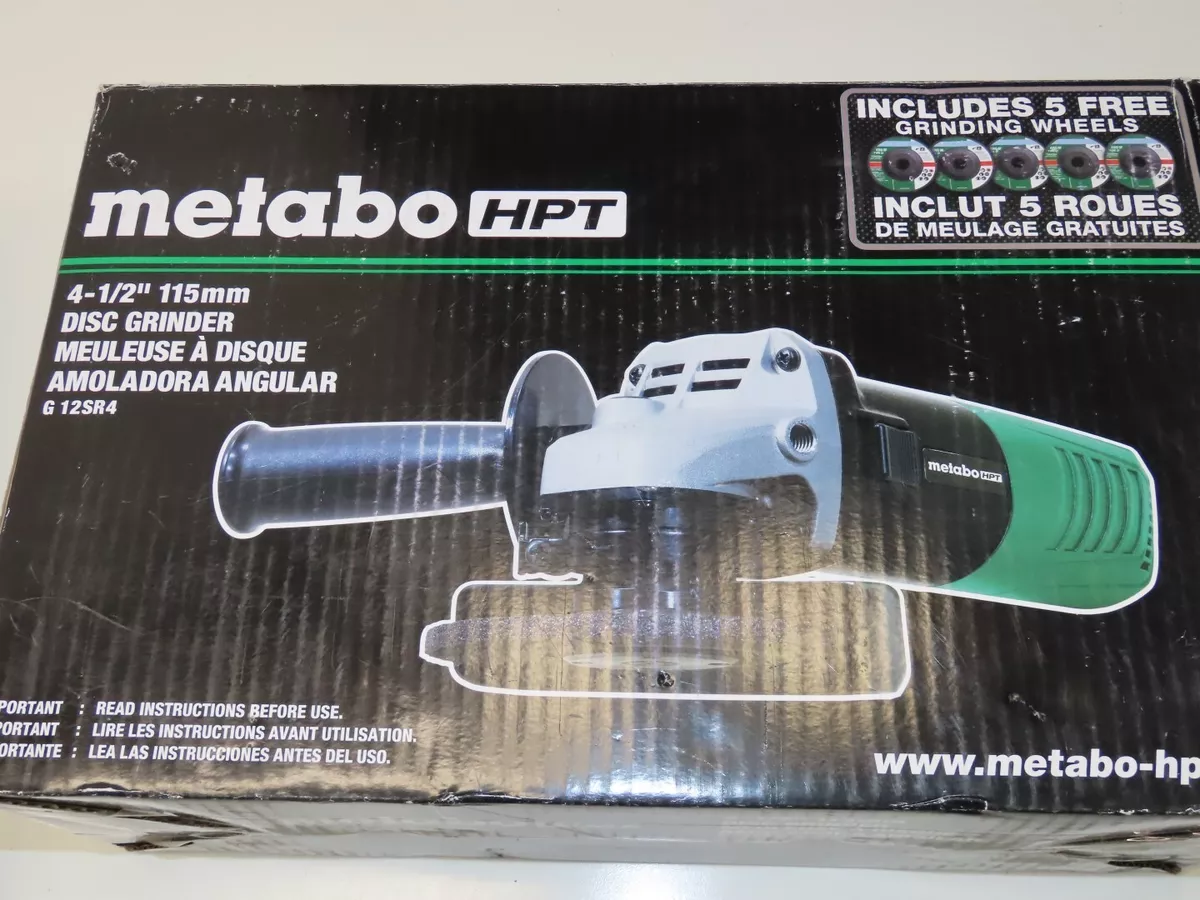 INCLUDES 5 FREE
GRINDING WHEELS
INCLUT 5 ROUES
DE MEULAGE GRATUITES
metabo HPT
4-1/2" 115mm
DISC GRINDER
MEULEUSE À DISQUE
AMOLADORA ANGULAR
G 12SR4
metabo HPT
PORTANT : READ INSTRUCTIONS BEFORE USE.
PORTANT : LIRE LES INSTRUCTIONS AVANT UTILISATION.
ORTANTE : LEA LAS INSTRUCCIONES ANTES DEL USO.
www.metabo-hp